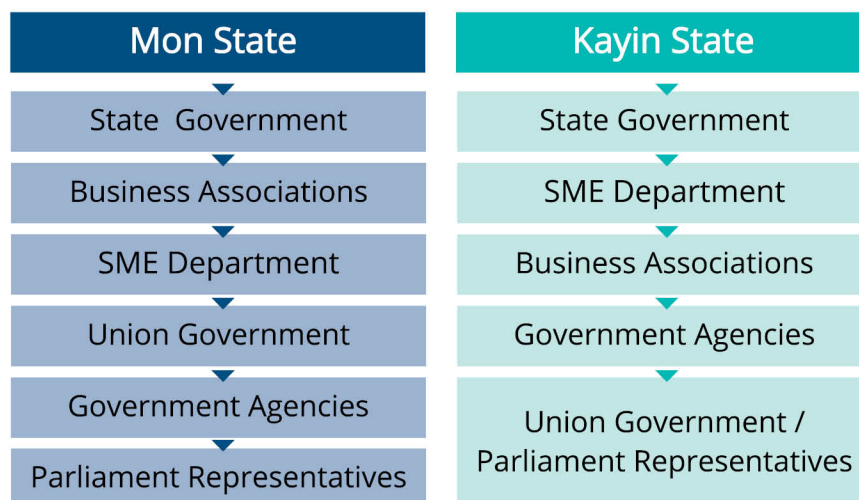 Mon State
State Government
Business Associations
SME Department
Union Government
Government Agencies
Parliament Representatives
Kayin State
State Government
SME Department
Business Associations
Government Agencies
Union Government /
Parliament Representatives